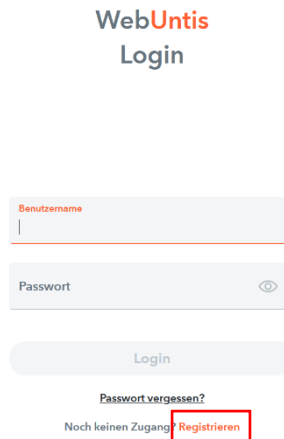 WebUntis
Login
Benutzername
Passwort
Login
Passwort vergessen?
Noch keinen Zugang? Registrieren